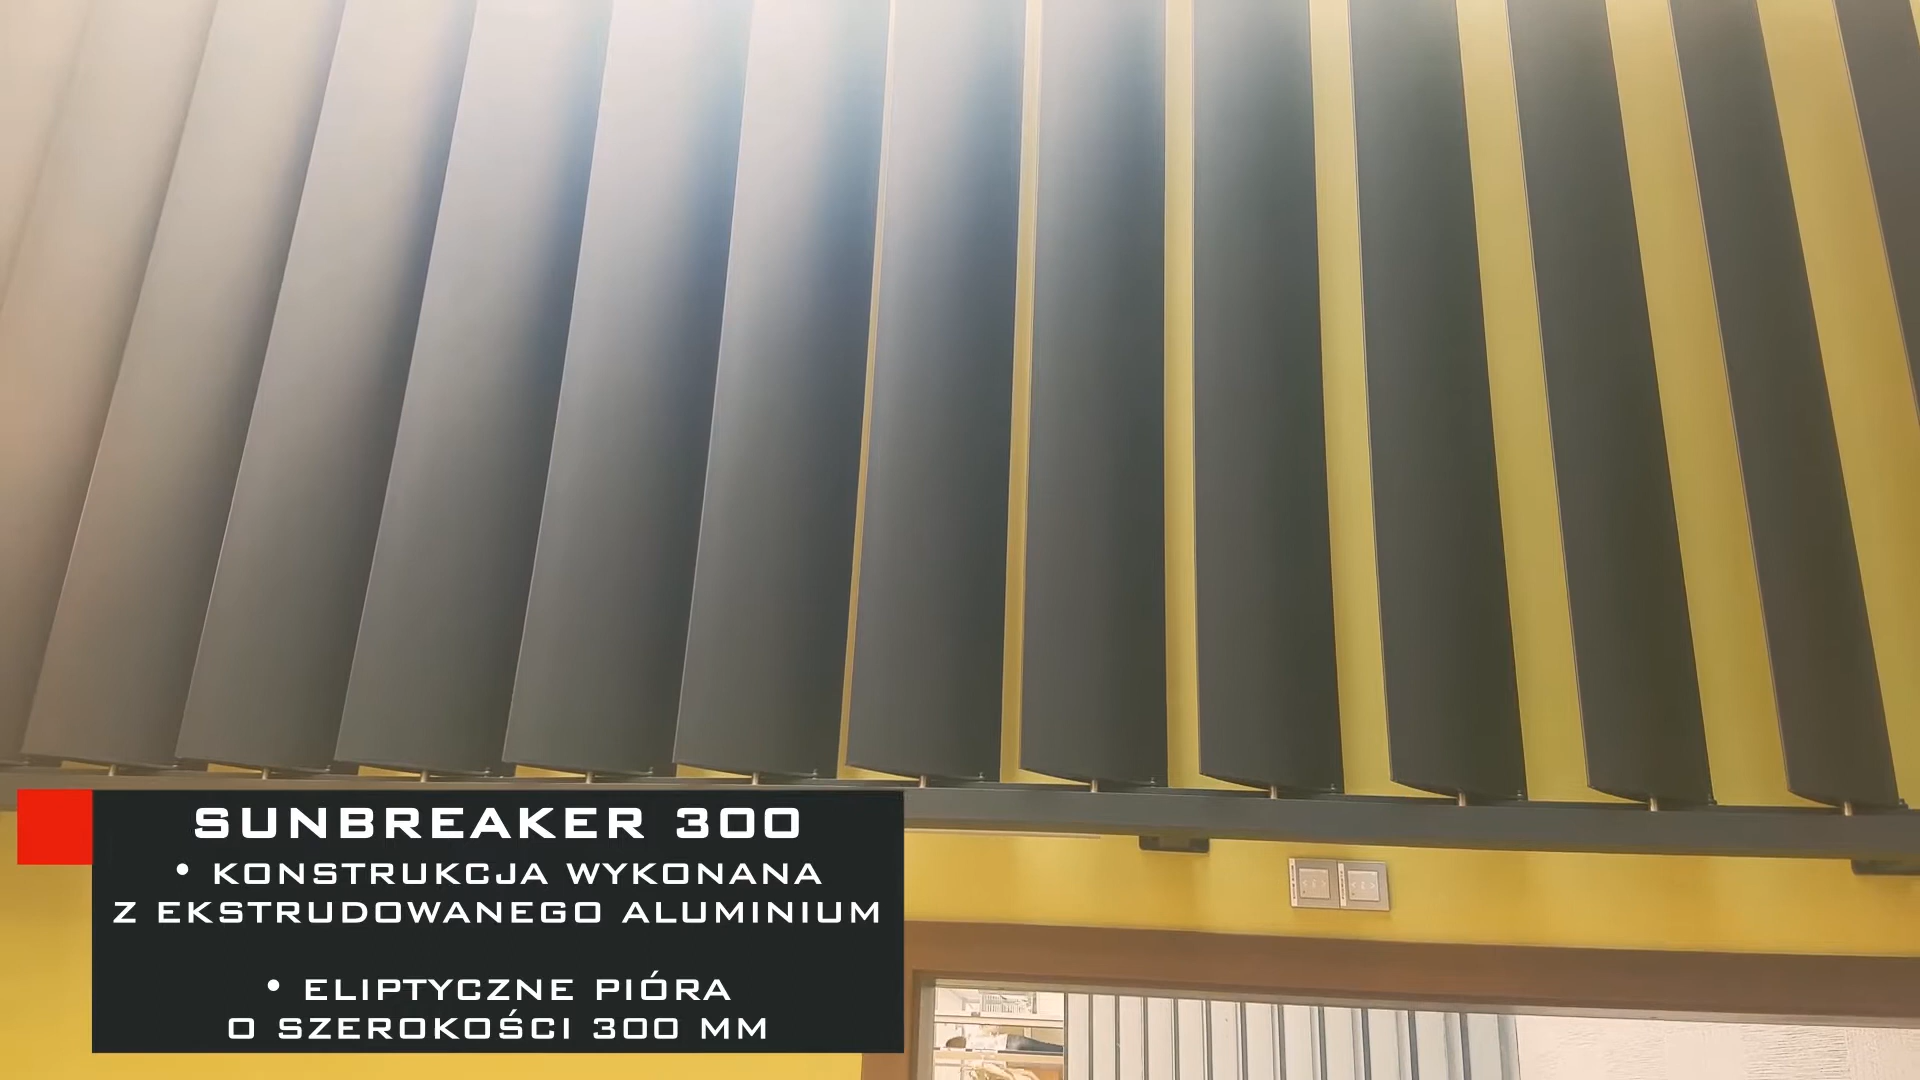 SUNBREAKER 300
• KONSTRUKCJA WYKONANA
Z EKSTRUDOWANEGO ALUMINIUM
• ELIPTYCZNE PIÓRA
O SZEROKOŚCI 300 MM